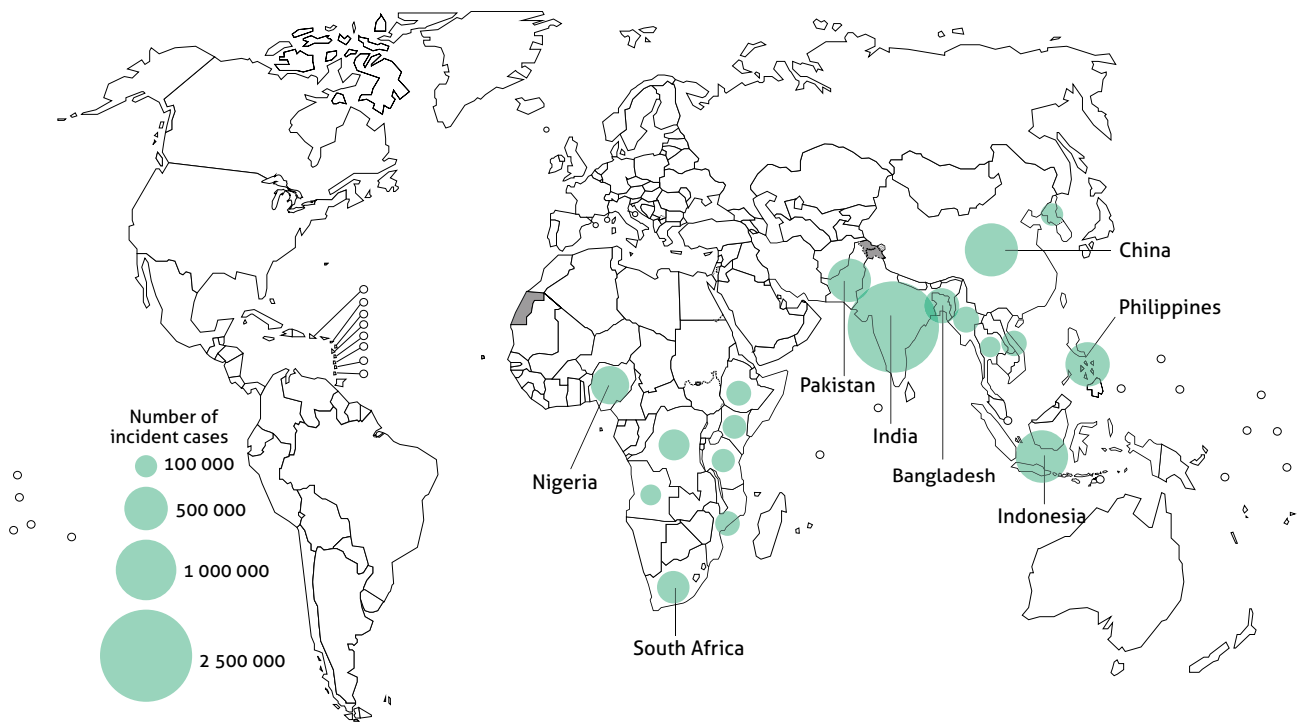 China
Philippines
Pakistan
Number of
incident cases
India
100 000
Bangladesh
Nigeria
500 000
Indonesia
1 000 000
South Africa
2 500 000